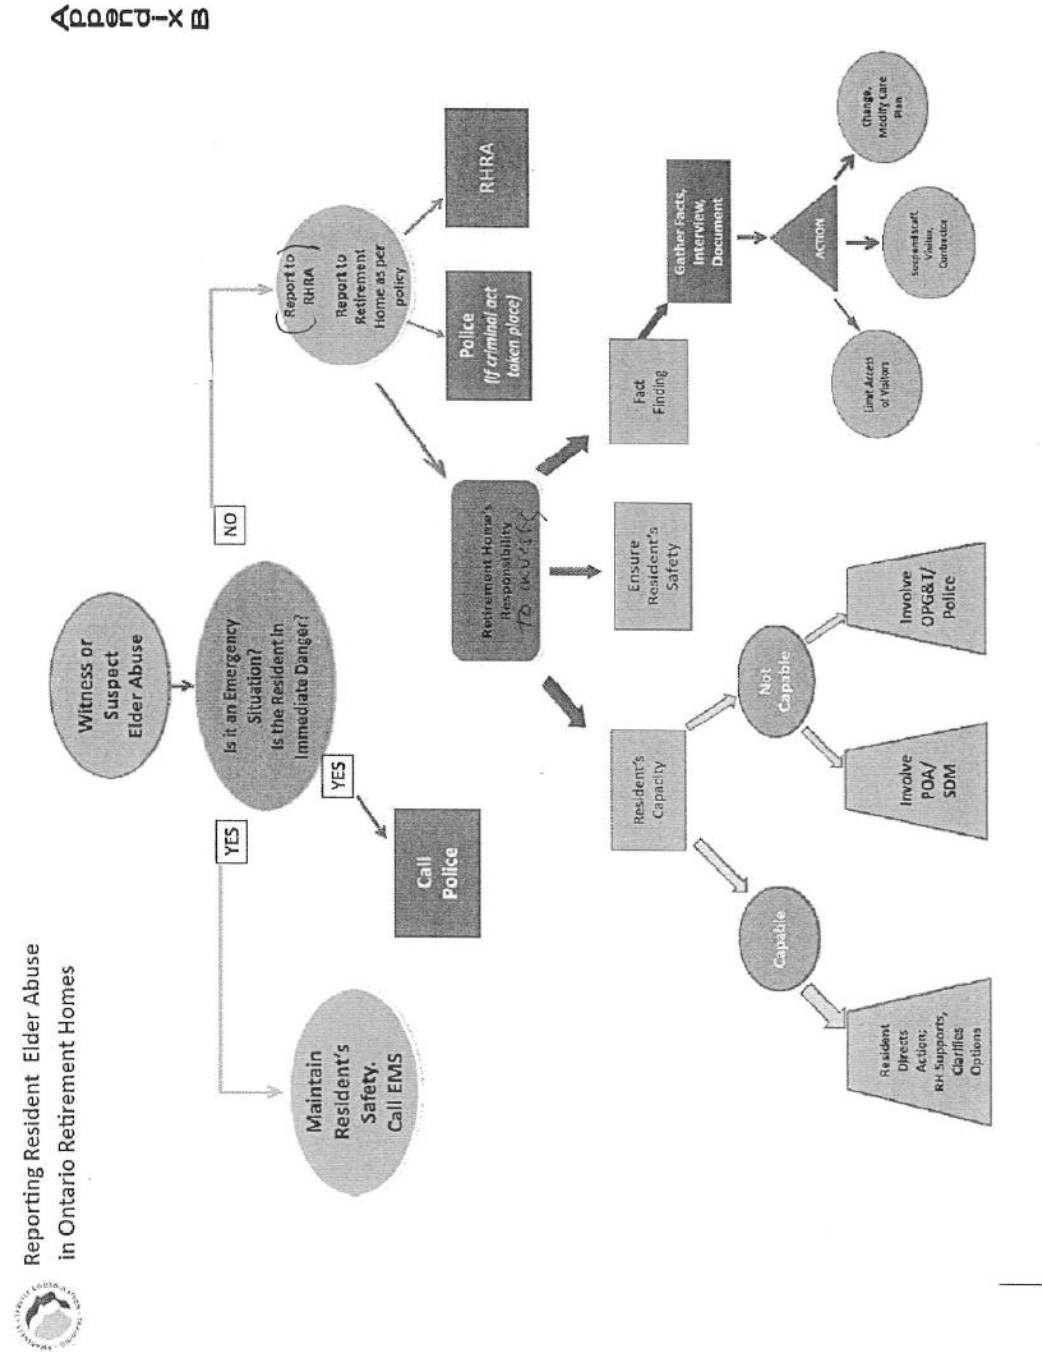 Appendix
B
Reporting Resident Elder Abuse
in Ontario Retirement Homes
Witness or
Suspect
Elder Abuse
Is it an Emergency
Situation?
Is the Resident in
Immediate Danger?
YES
YES
NO
Maintain
Resident's
Safety.
Call EMS
Call
Police
Report to
RHRA
Report to
Retirement
Home as per
policy
Police
(If criminal act
taken place)
RHRA
Retirement Home's
Responsibility
Resident's
Capacity
Ensure
Resident's
Safety
Fact
Finding
Gather Facts,
Interview,
Document
ACTION
Limit Access
of Visitors
Suspend staff
Visitor,
Contractor
Change,
Modify Care
Plan
Capable
Not
Capable
Resident
Directs
Action;
RH Supports,
Clarifies
Options
Involve
POA/
SDM
Involve
OPG&T/
Police